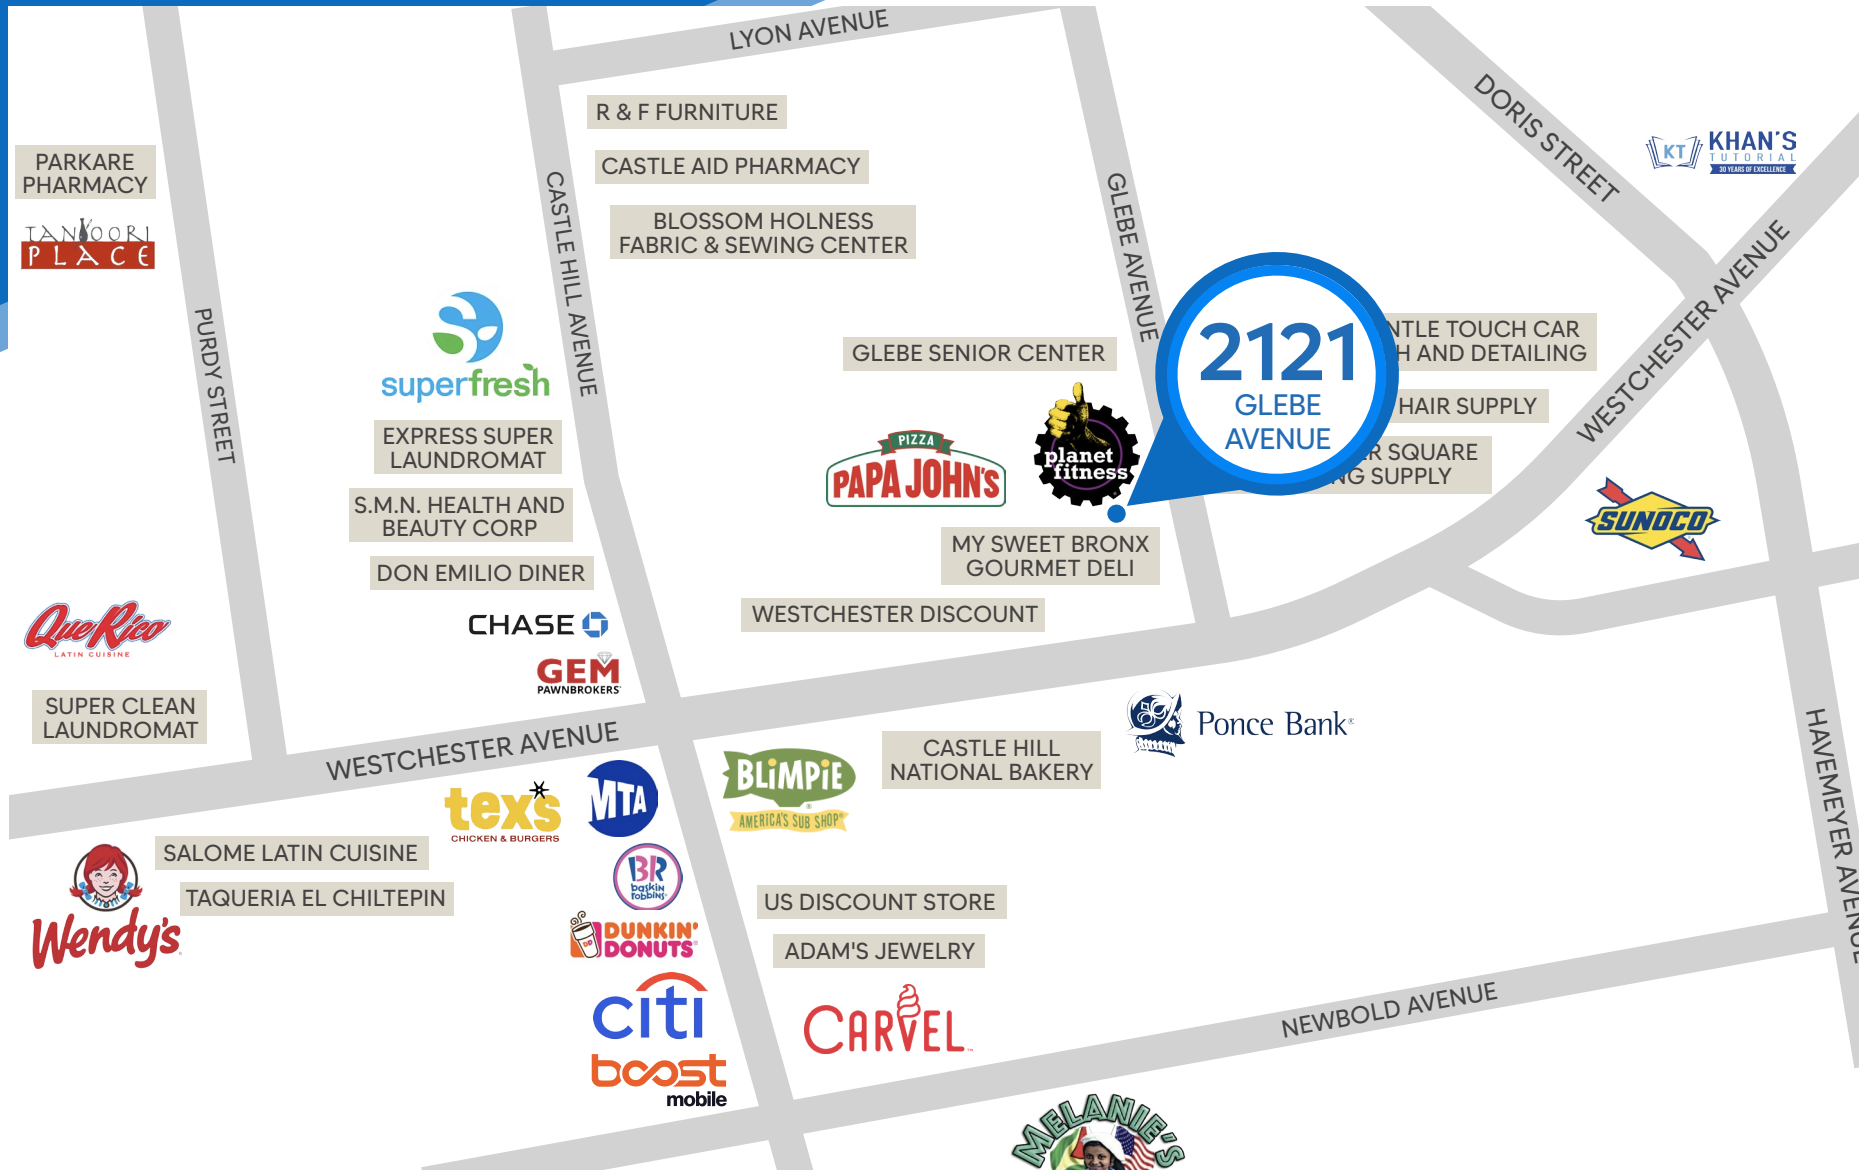 LYON AVENUE
R & F FURNITURE
CASTLE AID PHARMACY
BLOSSOM HOLNESS
FABRIC & SEWING CENTER
DORIS STREET
KT
KHAN'S
TUTORIAL
30 YEARS OF EXCELLENCE
PARKARE
PHARMACY
TANDOORI
PLACE
CASTLE HILL AVENUE
GLEBE AVENUE
WESTCHESTER AVENUE
PURDY STREET
superfresh
EXPRESS SUPER
LAUNDROMAT
S.M.N. HEALTH AND
BEAUTY CORP
DON EMILIO DINER
CHASE
GEM
PAWNBROKERS
GLEBE SENIOR CENTER
PIZZA
PAPA JOHN'S
planet
fitness
2121
GLEBE
AVENUE
NTLE TOUCH CAR
H AND DETAILING
HAIR SUPPLY
R SQUARE
NG SUPPLY
SUNOCO
MY SWEET BRONX
GOURMET DELI
WESTCHESTER DISCOUNT
QueRico
LATIN CUISINE
SUPER CLEAN
LAUNDROMAT
WESTCHESTER AVENUE
Ponce Bank
CASTLE HILL
NATIONAL BAKERY
BLiMPiE
AMERICA'S SUB SHOP
texs
CHICKEN & BURGERS
MTA
BR
baskin
robbins
DUNKIN'
DONUTS
DD
citi
boost
mobile
Wendy's
SALOME LATIN CUISINE
TAQUERIA EL CHILTEPIN
US DISCOUNT STORE
ADAM'S JEWELRY
CARVEL
HAVEMEYER AVENUE
NEWBOLD AVENUE
MELANIE'S